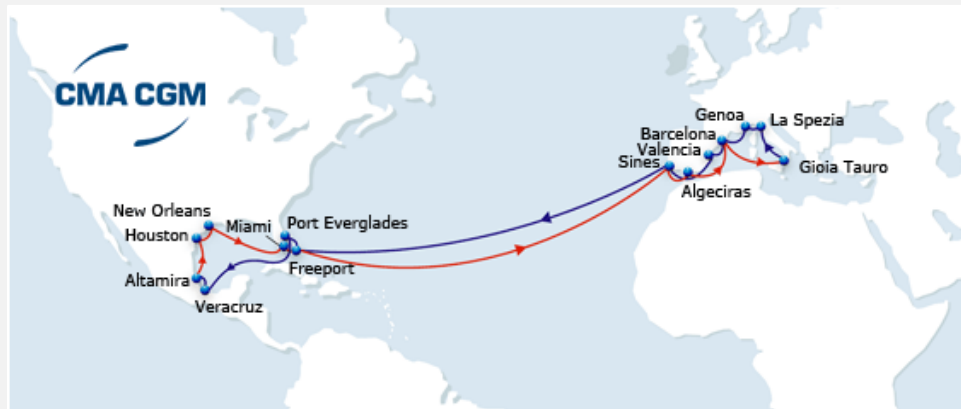 CMA CGM
Genoa
La Spezia
Barcelona
Valencia
Sines
Gioia Tauro
Algeciras
New Orleans
Miami
Port Everglades
Houston
Freeport
Altamira
Veracruz